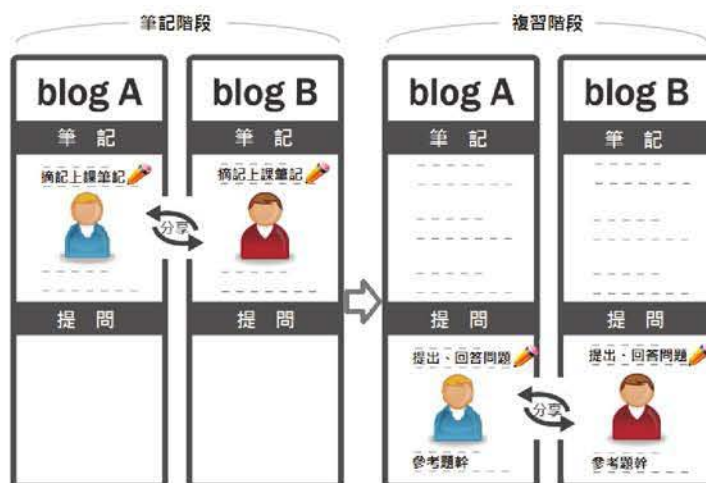 筆記階段
複習階段
blog A
blog B
blog A
blog B
筆 記
筆 記
筆 記
筆 記
摘記上課筆記
摘記上課筆記
分享
提 問
提 問
提 問
提 問
提出、回答問題
提出、回答問題
分享
參考題幹
參考題幹